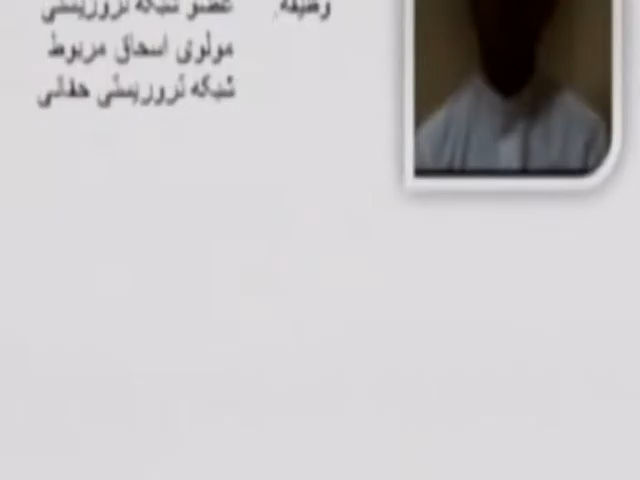 وظیفه: عضو شبکه تروریستی
مولوی اسحاق مربوط
شبکه تروریستی حقانی